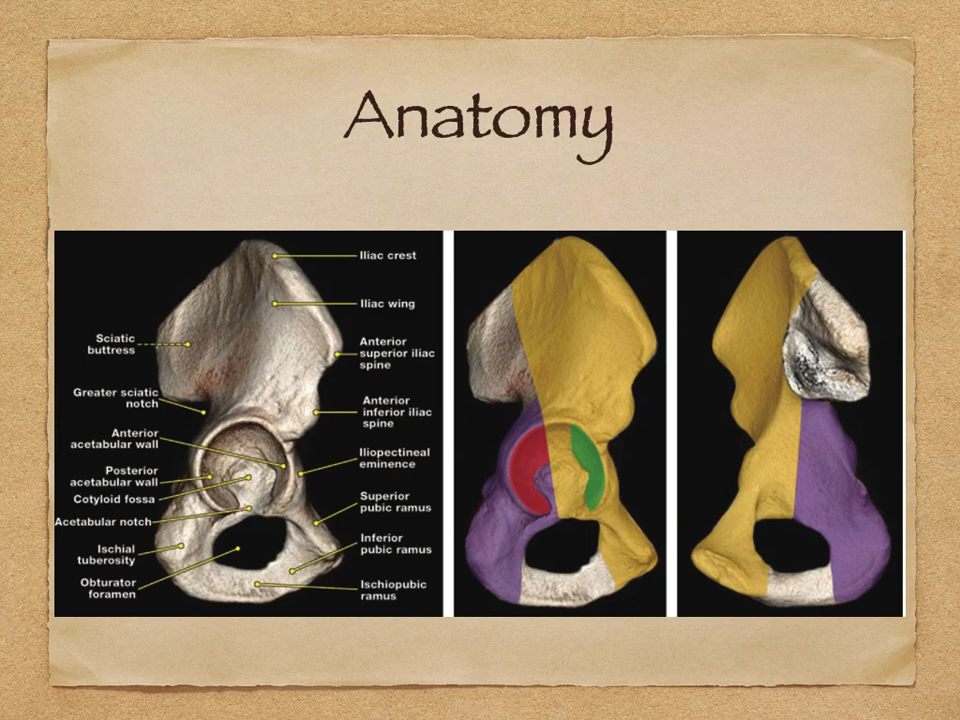 Anatomy
Iliac crest
Iliac wing
Sciatic
buttress
Anterior
superior iliac
spine
Greater sciatic
notch
Anterior
inferior iliac
spine
Anterior
acetabular wall
Iliopectineal
eminence
Posterior
acetabular wall
Cotyloid fossa
Superior
pubic ramus
Acetabular notch
Inferior
pubic ramus
Ischial
tuberosity
Obturator
foramen
Ischiopubic
ramus